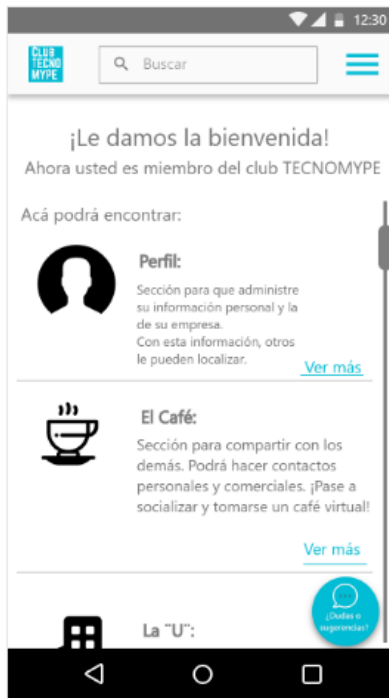 12:30
CLUB
TECNO
MYPE
Buscar
¡Le damos la bienvenida!
Ahora usted es miembro del club TECNOMYPE
Acá podrá encontrar:
Perfil:
Sección para que administre
su información personal y la
de su empresa.
Con esta información, otros
le pueden localizar.
Ver más
El Café:
Sección para compartir con los
demás. Podrá hacer contactos
personales y comerciales. ¡Pase a
socializar y tomarse un café virtual!
Ver más
¿Dudas o
sugerencias?
La ¨U¨: